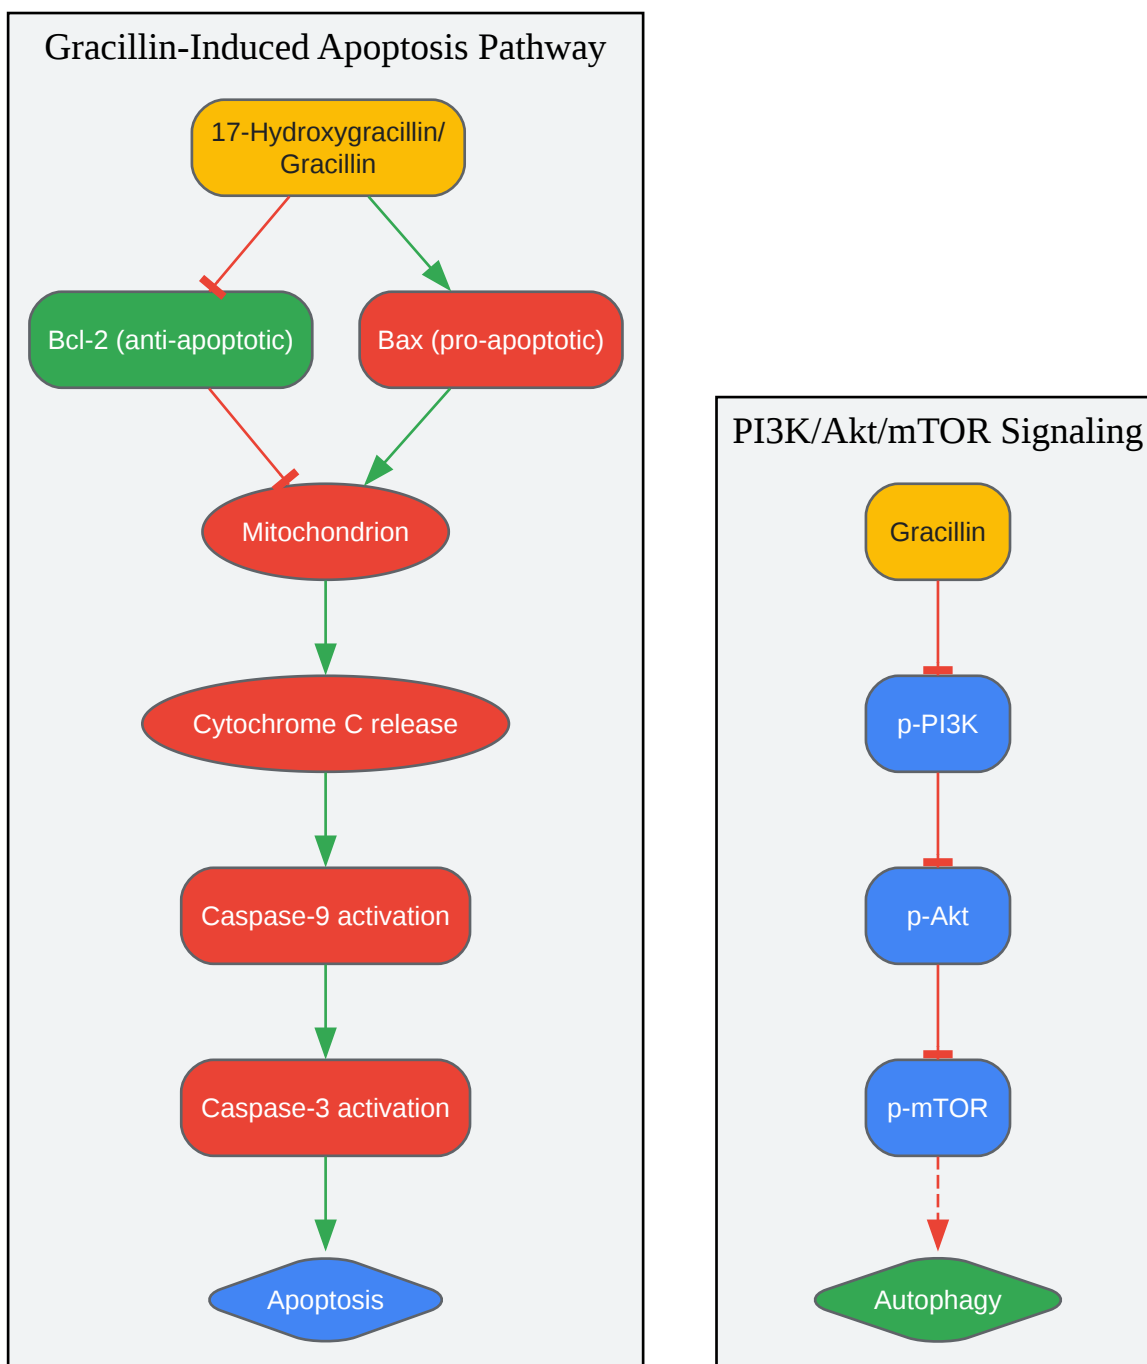 Gracillin-Induced Apoptosis Pathway
17-Hydroxygracillin/
Gracillin
Bcl-2 (anti-apoptotic)
Bax (pro-apoptotic)
Mitochondrion
Cytochrome C release
Caspase-9 activation
Caspase-3 activation
Apoptosis
PI3K/Akt/mTOR Signaling
Gracillin
p-PI3K
p-Akt
p-mTOR
Autophagy